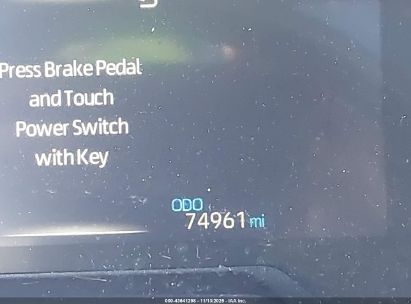 Press Brake Pedal
and Touch
Power Switch
with Key
ODO
74961 mi